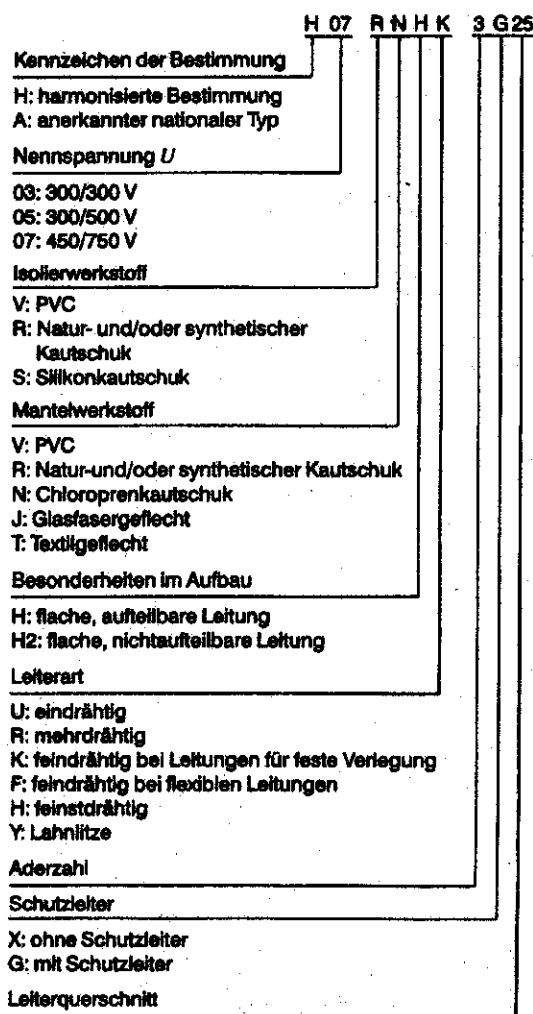 H 07 R N H K 3 G 25
Kennzeichen der Bestimmung
H: harmonisierte Bestimmung
A: anerkannter nationaler Typ
Nennspannung U
03: 300/300 V
05: 300/500 V
07: 450/750 V
Isolierwerkstoff
V: PVC
R: Natur- und/oder synthetischer
Kautschuk
S: Silikonkautschuk
Mantelwerkstoff
V: PVC
R: Natur-und/oder synthetischer Kautschuk
N: Chloroprenkautschuk
J: Glasfasergeflecht
T: Textilgeflecht
Besonderheiten im Aufbau
H: flache, aufteilbare Leitung
H2: flache, nichtaufteilbare Leitung
Leiterart
U: eindrähtig
R: mehrdrähtig
K: feindrähtig bei Leitungen für feste Verlegung
F: feindrähtig bei flexiblen Leitungen
H: feinstdrähtig
Y: Lahnlitze
Aderzahl
Schutzleiter
X: ohne Schutzleiter
G: mit Schutzleiter
Leiterquerschnitt